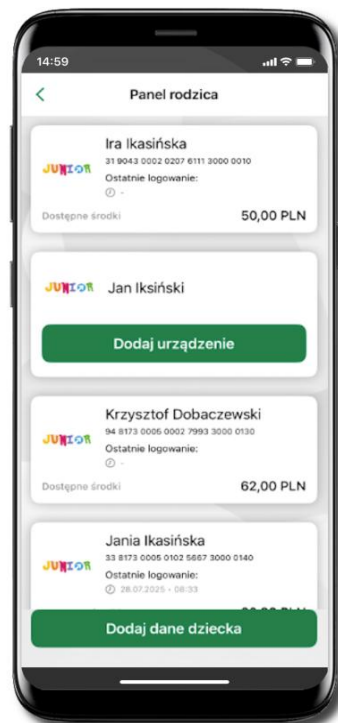 14:59
Panel rodzica
Ira Ikasińska
31 9043 0002 0207 6111 3000 0010
JUNIOR
Ostatnie logowanie:
-
Dostępne środki 50,00 PLN
JUNIOR Jan Iksiński
Dodaj urządzenie
Krzysztof Dobaczewski
94 8173 0005 0002 7993 3000 0130
JUNIOR
Ostatnie logowanie:
-
Dostępne środki 62,00 PLN
Jania Ikasińska
33 8173 0005 0102 5667 3000 0140
JUNIOR
Ostatnie logowanie:
28.07.2025 - 08:33
Dodaj dane dziecka